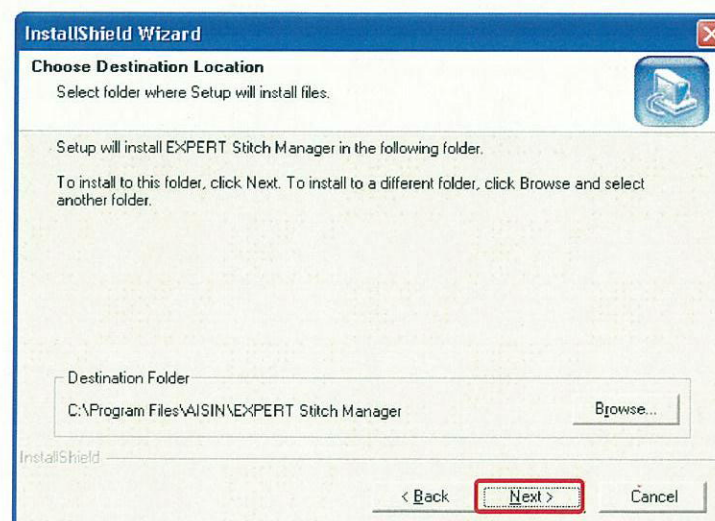 InstallShield Wizard
Choose Destination Location
Select folder where Setup will install files.
Setup will install EXPERT Stitch Manager in the following folder.
To install to this folder, click Next. To install to a different folder, click Browse and select
another folder.
Destination Folder
C:\Program Files\AISIN\EXPERT Stitch Manager
Browse...
InstallShield
< Back
Next >
Cancel